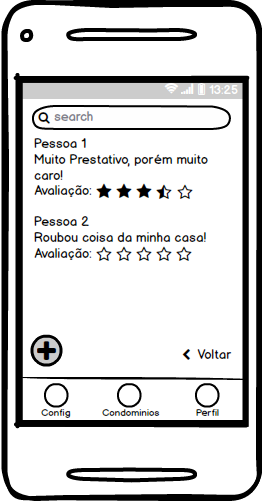 13:25
search
Pessoa 1
Muito Prestativo, porém muito
caro!
Avaliação:
Pessoa 2
Roubou coisa da minha casa!
Avaliação:
Voltar
Config
Condominios
Perfil